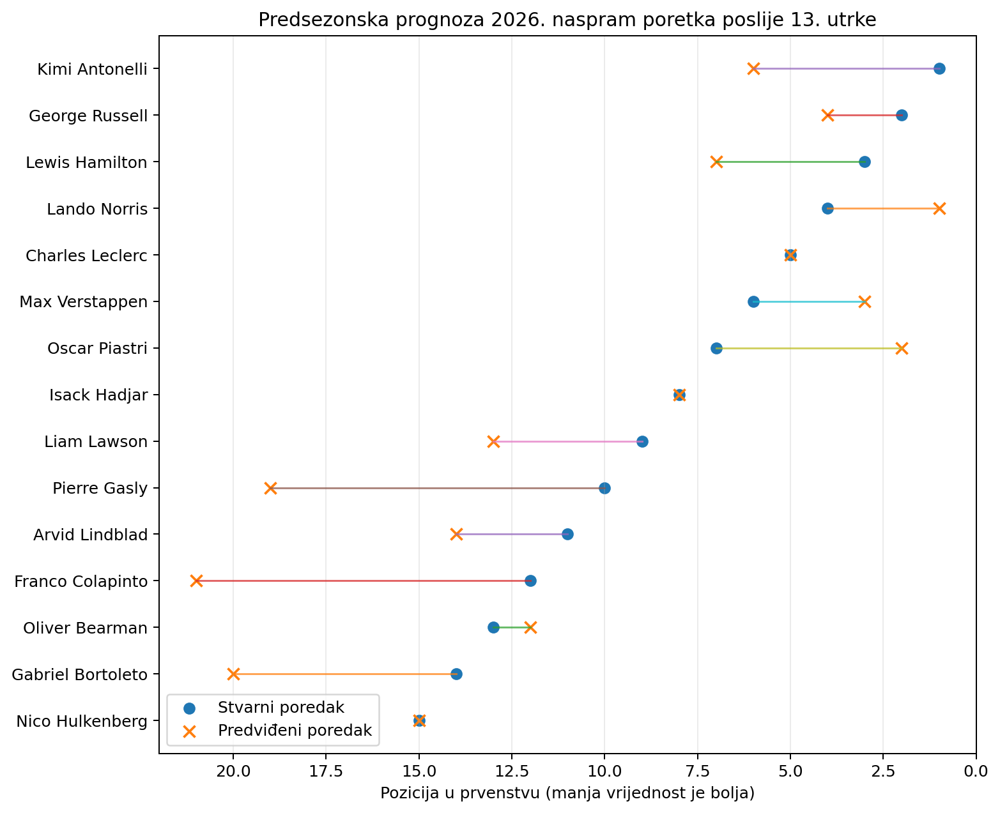 Predsezonska prognoza 2026. naspram poretka poslije 13. utrke
Kimi Antonelli
George Russell
Lewis Hamilton
Lando Norris
Charles Leclerc
Max Verstappen
Oscar Piastri
Isack Hadjar
Liam Lawson
Pierre Gasly
Arvid Lindblad
Franco Colapinto
Oliver Bearman
Gabriel Bortoleto
Nico Hulkenberg
Stvarni poredak
Predviđeni poredak
20.0 17.5 15.0 12.5 10.0 7.5 5.0 2.5 0.0
Pozicija u prvenstvu (manja vrijednost je bolja)